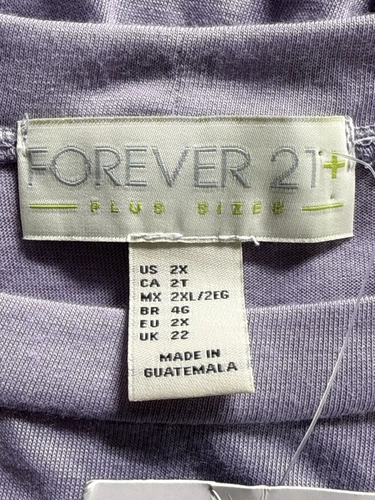 FOREVER 21+
PLUS SIZES
US 2X
CA 2T
MX 2XL/2EG
BR 4G
EU 2X
UK 22
MADE IN
GUATEMALA